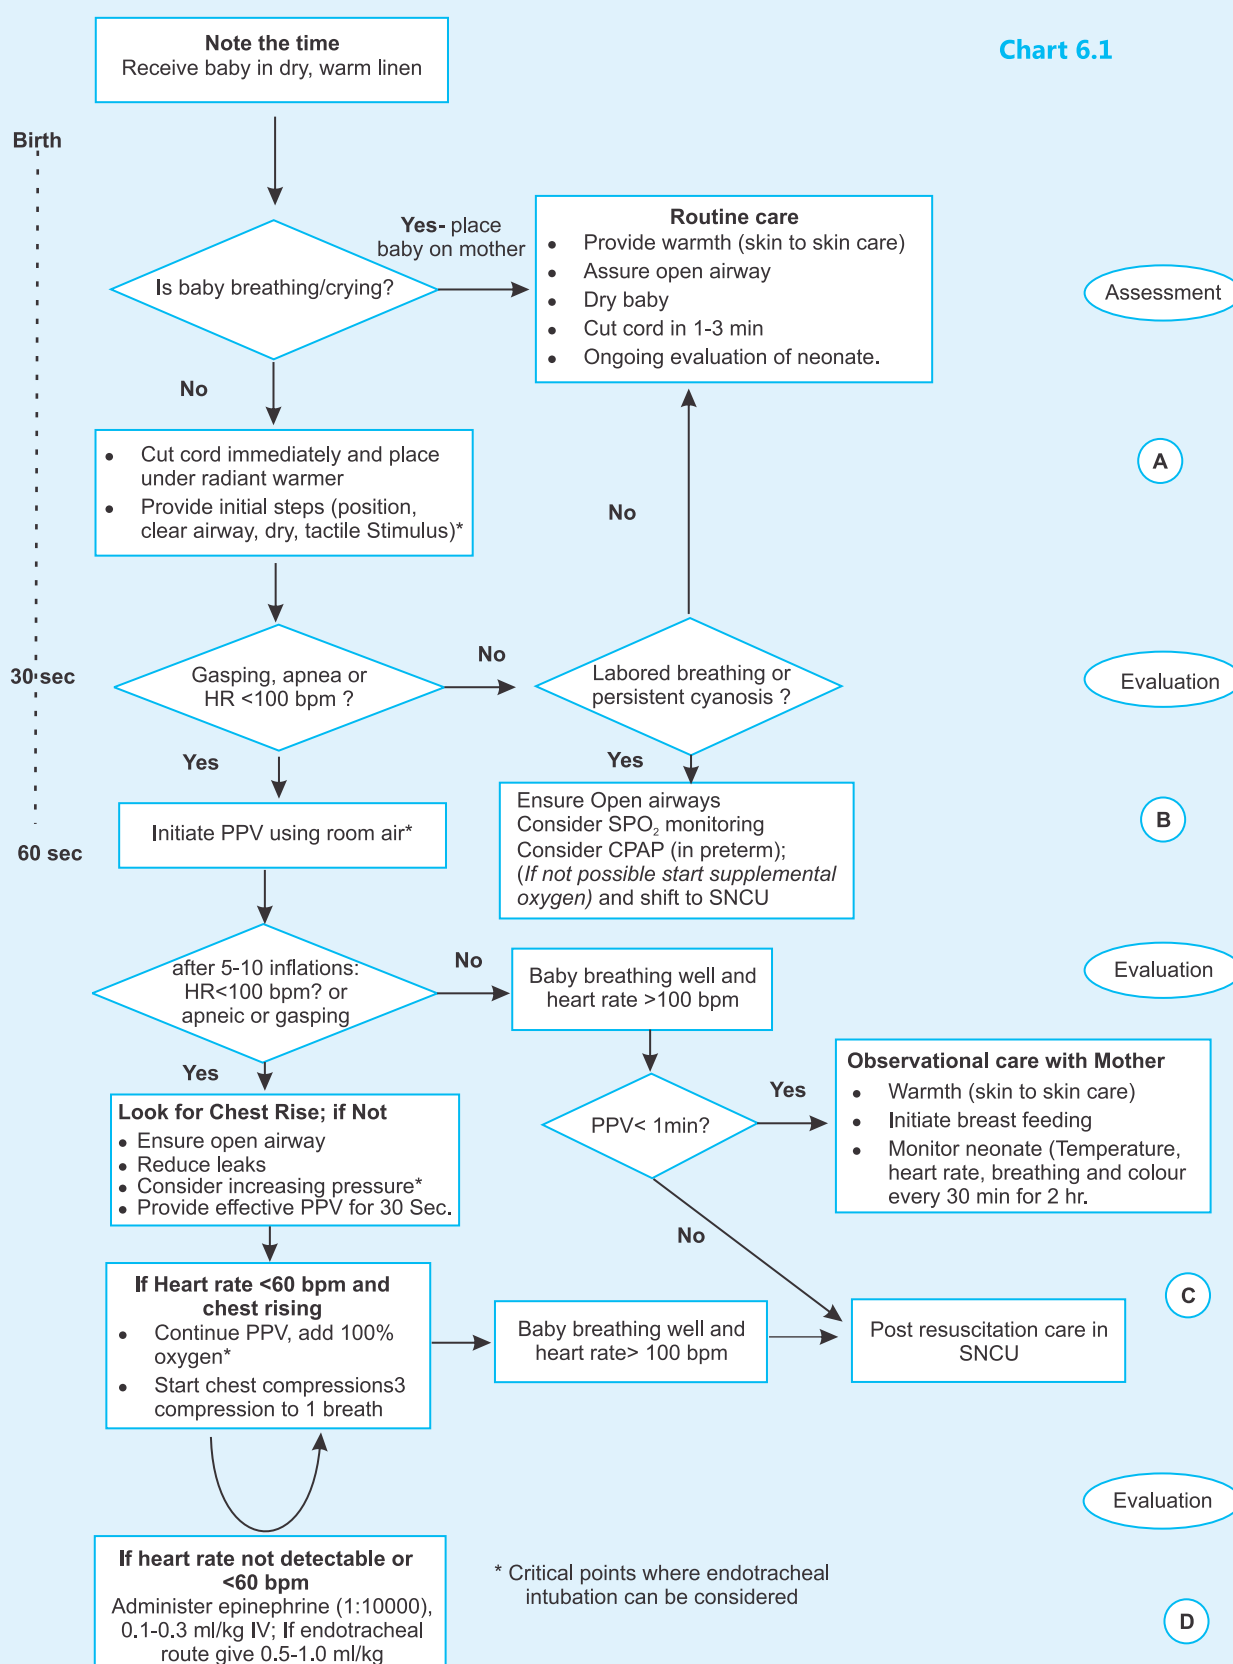 Chart 6.1
Note the time
Receive baby in dry, warm linen
Birth
Is baby breathing/crying?
Yes- place
baby on mother
Routine care
• Provide warmth (skin to skin care)
• Assure open airway
• Dry baby
• Cut cord in 1-3 min
• Ongoing evaluation of neonate.
Assessment
No
• Cut cord immediately and place
under radiant warmer
• Provide initial steps (position,
clear airway, dry, tactile Stimulus)*
No
A
30 sec
Gasping, apnea or
HR <100 bpm ?
No
Labored breathing or
persistent cyanosis ?
Evaluation
Yes
Yes
Initiate PPV using room air*
60 sec
Ensure Open airways
Consider SPO₂ monitoring
Consider CPAP (in preterm);
(If not possible start supplemental
oxygen) and shift to SNCU
B
after 5-10 inflations:
HR<100 bpm? or
apneic or gasping
No
Baby breathing well and
heart rate >100 bpm
Evaluation
Yes
Look for Chest Rise; if Not
• Ensure open airway
• Reduce leaks
• Consider increasing pressure*
• Provide effective PPV for 30 Sec.
PPV< 1min?
Yes
Observational care with Mother
• Warmth (skin to skin care)
• Initiate breast feeding
• Monitor neonate (Temperature,
heart rate, breathing and colour
every 30 min for 2 hr.
No
If Heart rate <60 bpm and
chest rising
• Continue PPV, add 100%
oxygen*
• Start chest compressions3
compression to 1 breath
Baby breathing well and
heart rate> 100 bpm
Post resuscitation care in
SNCU
C
Evaluation
If heart rate not detectable or
<60 bpm
Administer epinephrine (1:10000),
0.1-0.3 ml/kg IV; If endotracheal
route give 0.5-1.0 ml/kg
* Critical points where endotracheal
intubation can be considered
D